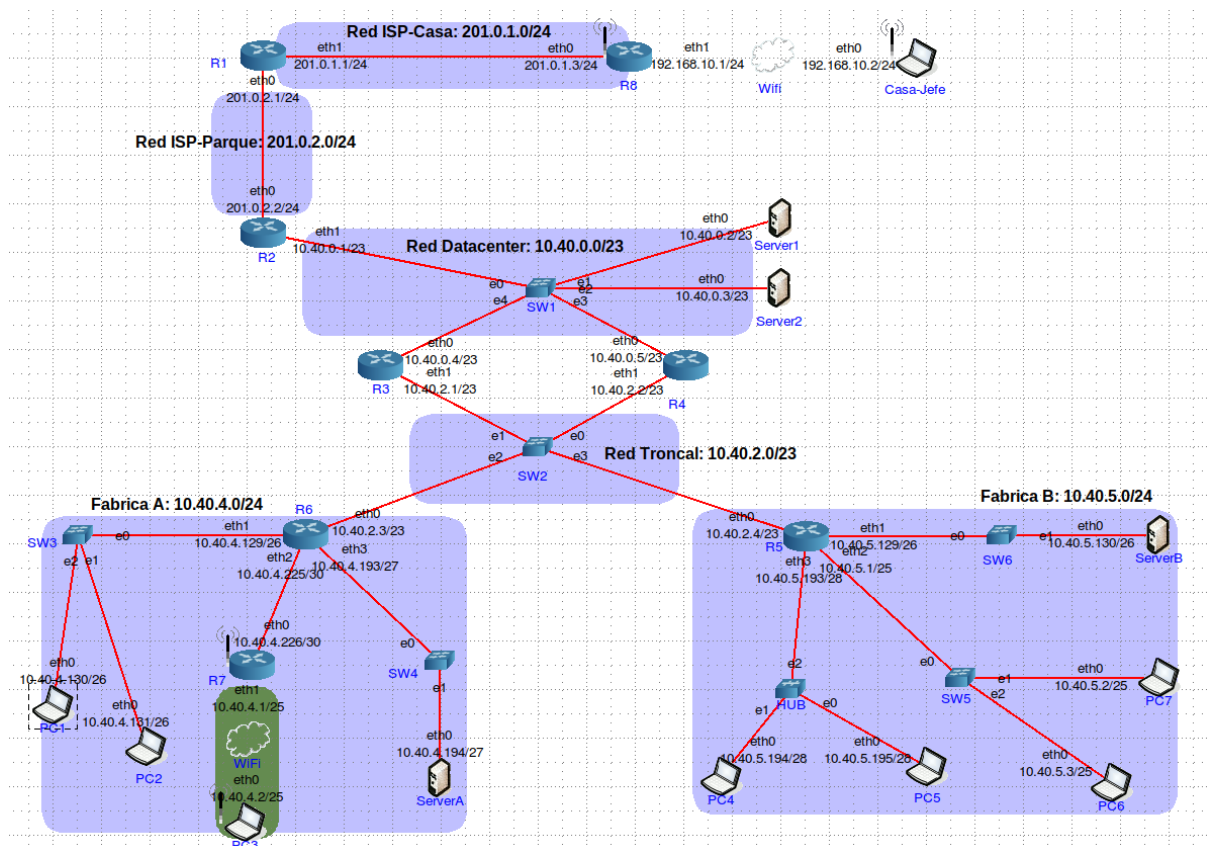 Red ISP-Casa: 201.0.1.0/24
eth1
201.0.1.1/24
R1
eth0
201.0.2.1/24
eth0
201.0.1.3/24
R8
eth1
192.168.10.1/24
Wifi
eth0
192.168.10.2/24
Casa-Jefe
Red ISP-Parque: 201.0.2.0/24
eth0
201.0.2.2/24
R2
eth1
10.40.0.1/23
Red Datacenter: 10.40.0.0/23
eth0
10.40.0.2/23
Server1
e0
e1
e2
e4
e3
SW1
eth0
10.40.0.3/23
Server2
eth0
10.40.0.4/23
eth1
10.40.2.1/23
R3
eth0
10.40.0.5/23
eth1
10.40.2.2/23
R4
e1
e0
e2
e3
SW2
Red Troncal: 10.40.2.0/23
Fabrica A: 10.40.4.0/24
R6
eth0
10.40.2.3/23
eth1
10.40.4.129/26
eth2
10.40.4.225/30
eth3
10.40.4.193/27
SW3
e0
e2
e1
eth0
10.40.4.130/26
PC1
eth0
10.40.4.131/26
PC2
eth0
10.40.4.226/30
R7
eth1
10.40.4.1/25
WiFi
eth0
10.40.4.2/25
PC3
e0
SW4
e1
eth0
10.40.4.194/27
ServerA
Fabrica B: 10.40.5.0/24
eth0
10.40.2.4/23
R5
eth1
10.40.5.129/26
eth2
10.40.5.1/25
eth3
10.40.5.193/28
e0
e1
SW6
eth0
10.40.5.130/26
ServerB
e2
HUB
e1
e0
eth0
10.40.5.194/28
PC4
eth0
10.40.5.195/28
PC5
e0
e1
e2
SW5
eth0
10.40.5.2/25
PC7
eth0
10.40.5.3/25
PC6